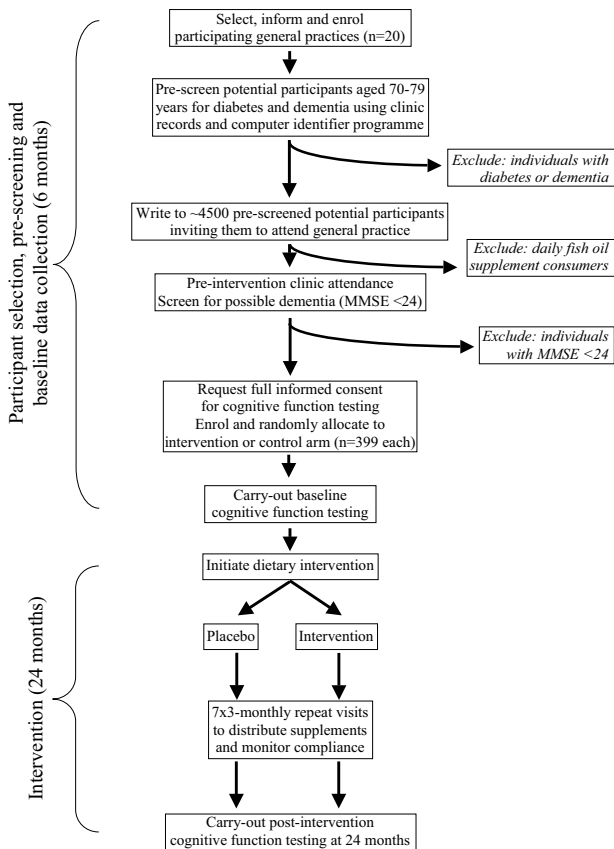 Select, inform and enrol
participating general practices (n=20)
Pre-screen potential participants aged 70-79
years for diabetes and dementia using clinic
records and computer identifier programme
Exclude: individuals with
diabetes or dementia
Write to ~4500 pre-screened potential participants
inviting them to attend general practice
Exclude: daily fish oil
supplement consumers
Pre-intervention clinic attendance
Screen for possible dementia (MMSE <24)
Exclude: individuals
with MMSE <24
Request full informed consent
for cognitive function testing
Enrol and randomly allocate to
intervention or control arm (n=399 each)
Carry-out baseline
cognitive function testing
Participant selection, pre-screening and
baseline data collection (6 months)
Initiate dietary intervention
Placebo
Intervention
7x3-monthly repeat visits
to distribute supplements
and monitor compliance
Carry-out post-intervention
cognitive function testing at 24 months
Intervention (24 months)